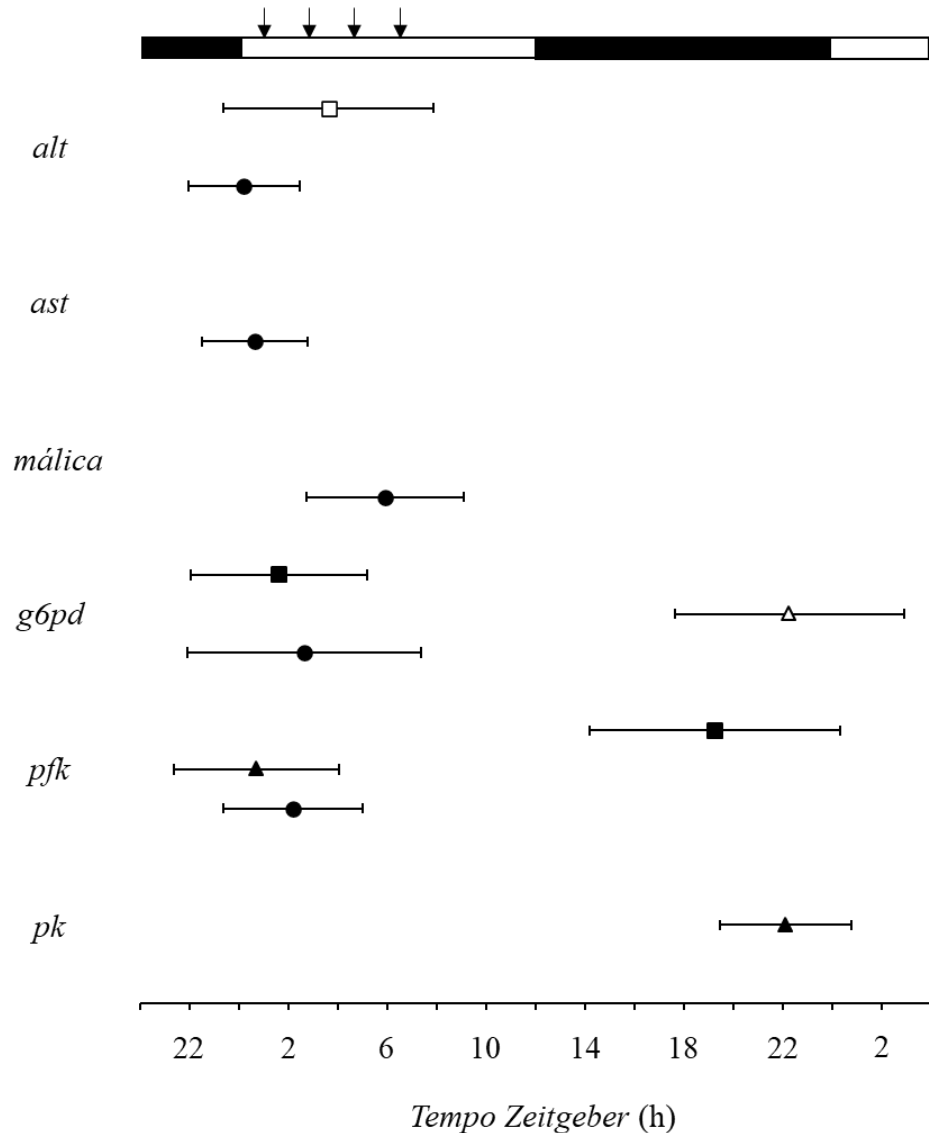 alt
ast
málica
g6pd
pfk
pk
22 2 6 10 14 18 22 2
Tempo Zeitgeber (h)